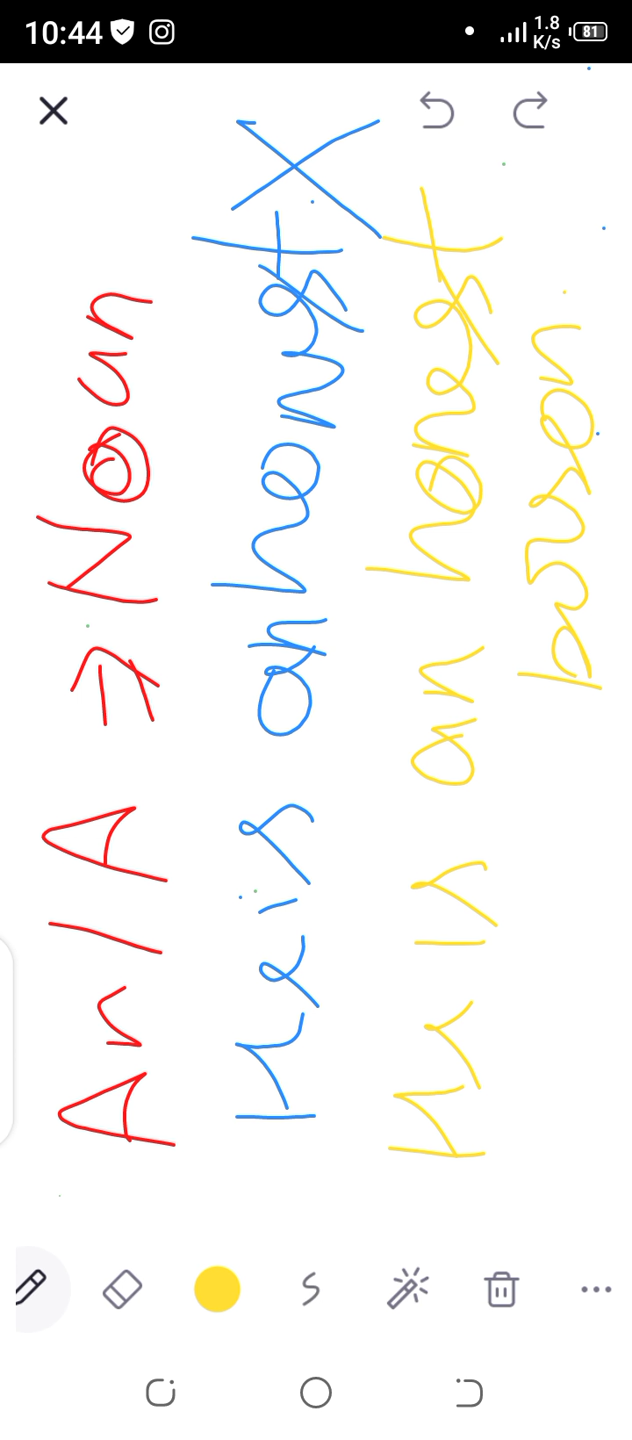 10:44
1.8
K/s
81
An/A → Noun
He is an honest X
He is an honest
person